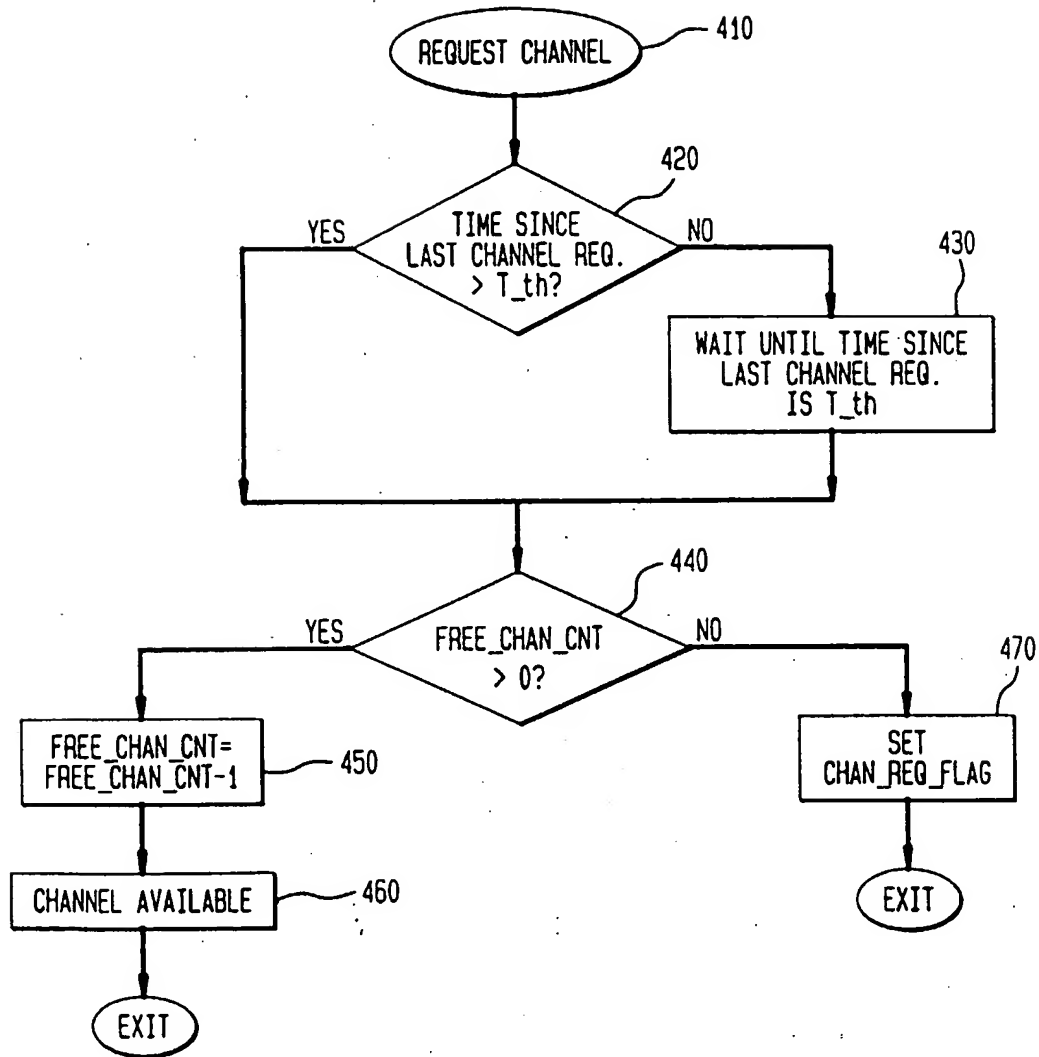 REQUEST CHANNEL
410
420
YES
TIME SINCE
LAST CHANNEL REQ.
> T_th?
NO
430
WAIT UNTIL TIME SINCE
LAST CHANNEL REQ.
IS T_th
440
YES
FREE_CHAN_CNT
> 0?
NO
470
FREE_CHAN_CNT=
FREE_CHAN_CNT-1
450
SET
CHAN_REQ_FLAG
CHANNEL AVAILABLE
460
EXIT
EXIT